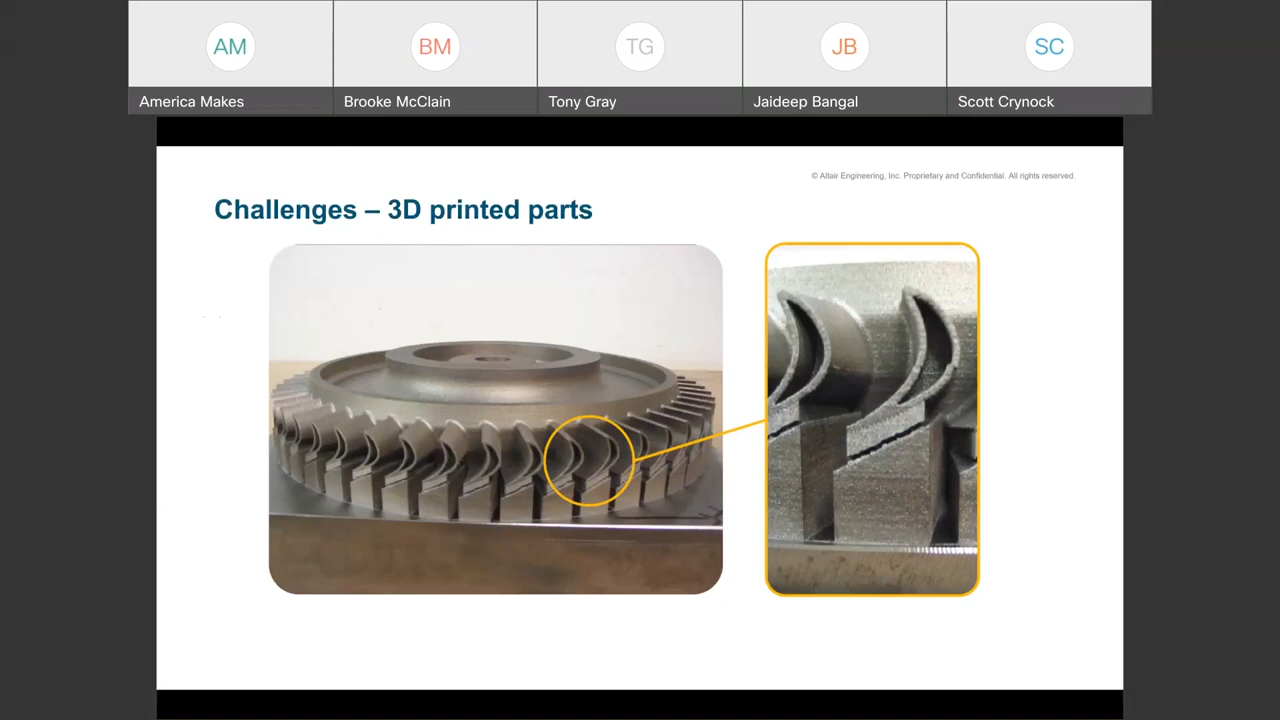 AM
BM
TG
JB
SC
America Makes
Brooke McClain
Tony Gray
Jaideep Bangal
Scott Crynock
© Altair Engineering, Inc. Proprietary and Confidential. All rights reserved.
Challenges – 3D printed parts